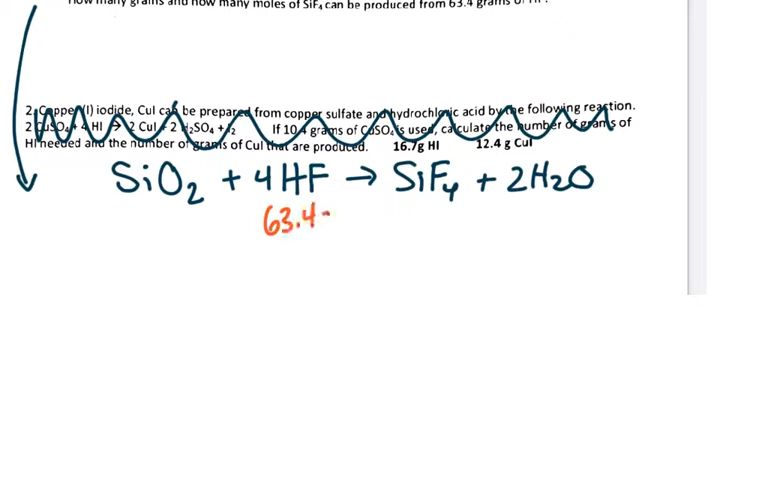 How many grams and how many moles of SiF₄ can be produced from 63.4 grams of HF?
2. Copper (I) iodide, CuI can be prepared from copper sulfate and hydrochloric acid by the following reaction.
2 CuSO₄ + 4 HI → 2 CuI + 2 H₂SO₄ + I₂ If 10.4 grams of CuSO₄ is used, calculate the number of grams of
HI needed and the number of grams of CuI that are produced. 16.7g HI 12.4 g CuI
SiO₂ + 4HF → SiF₄ + 2H₂O
63.4